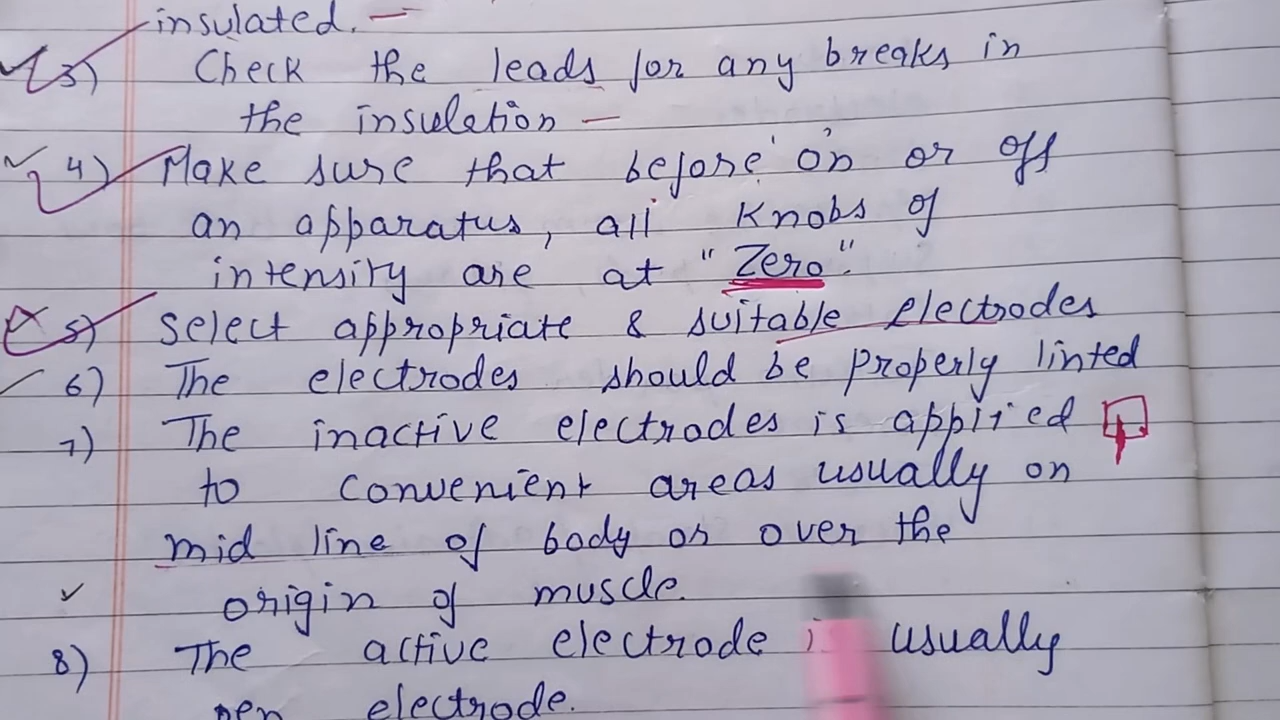 insulated.
(3) Check the leads for any breaks in
the insulation
4) Make sure that before on or off
an apparatus, all knobs of
intensity are at "Zero".
5) Select appropriate & suitable electrodes
6) The electrodes should be properly linted
7) The inactive electrodes is applied
to convenient areas usually on
mid line of body or over the
origin of muscle.
8) The active electrode is usually
pen electrode.